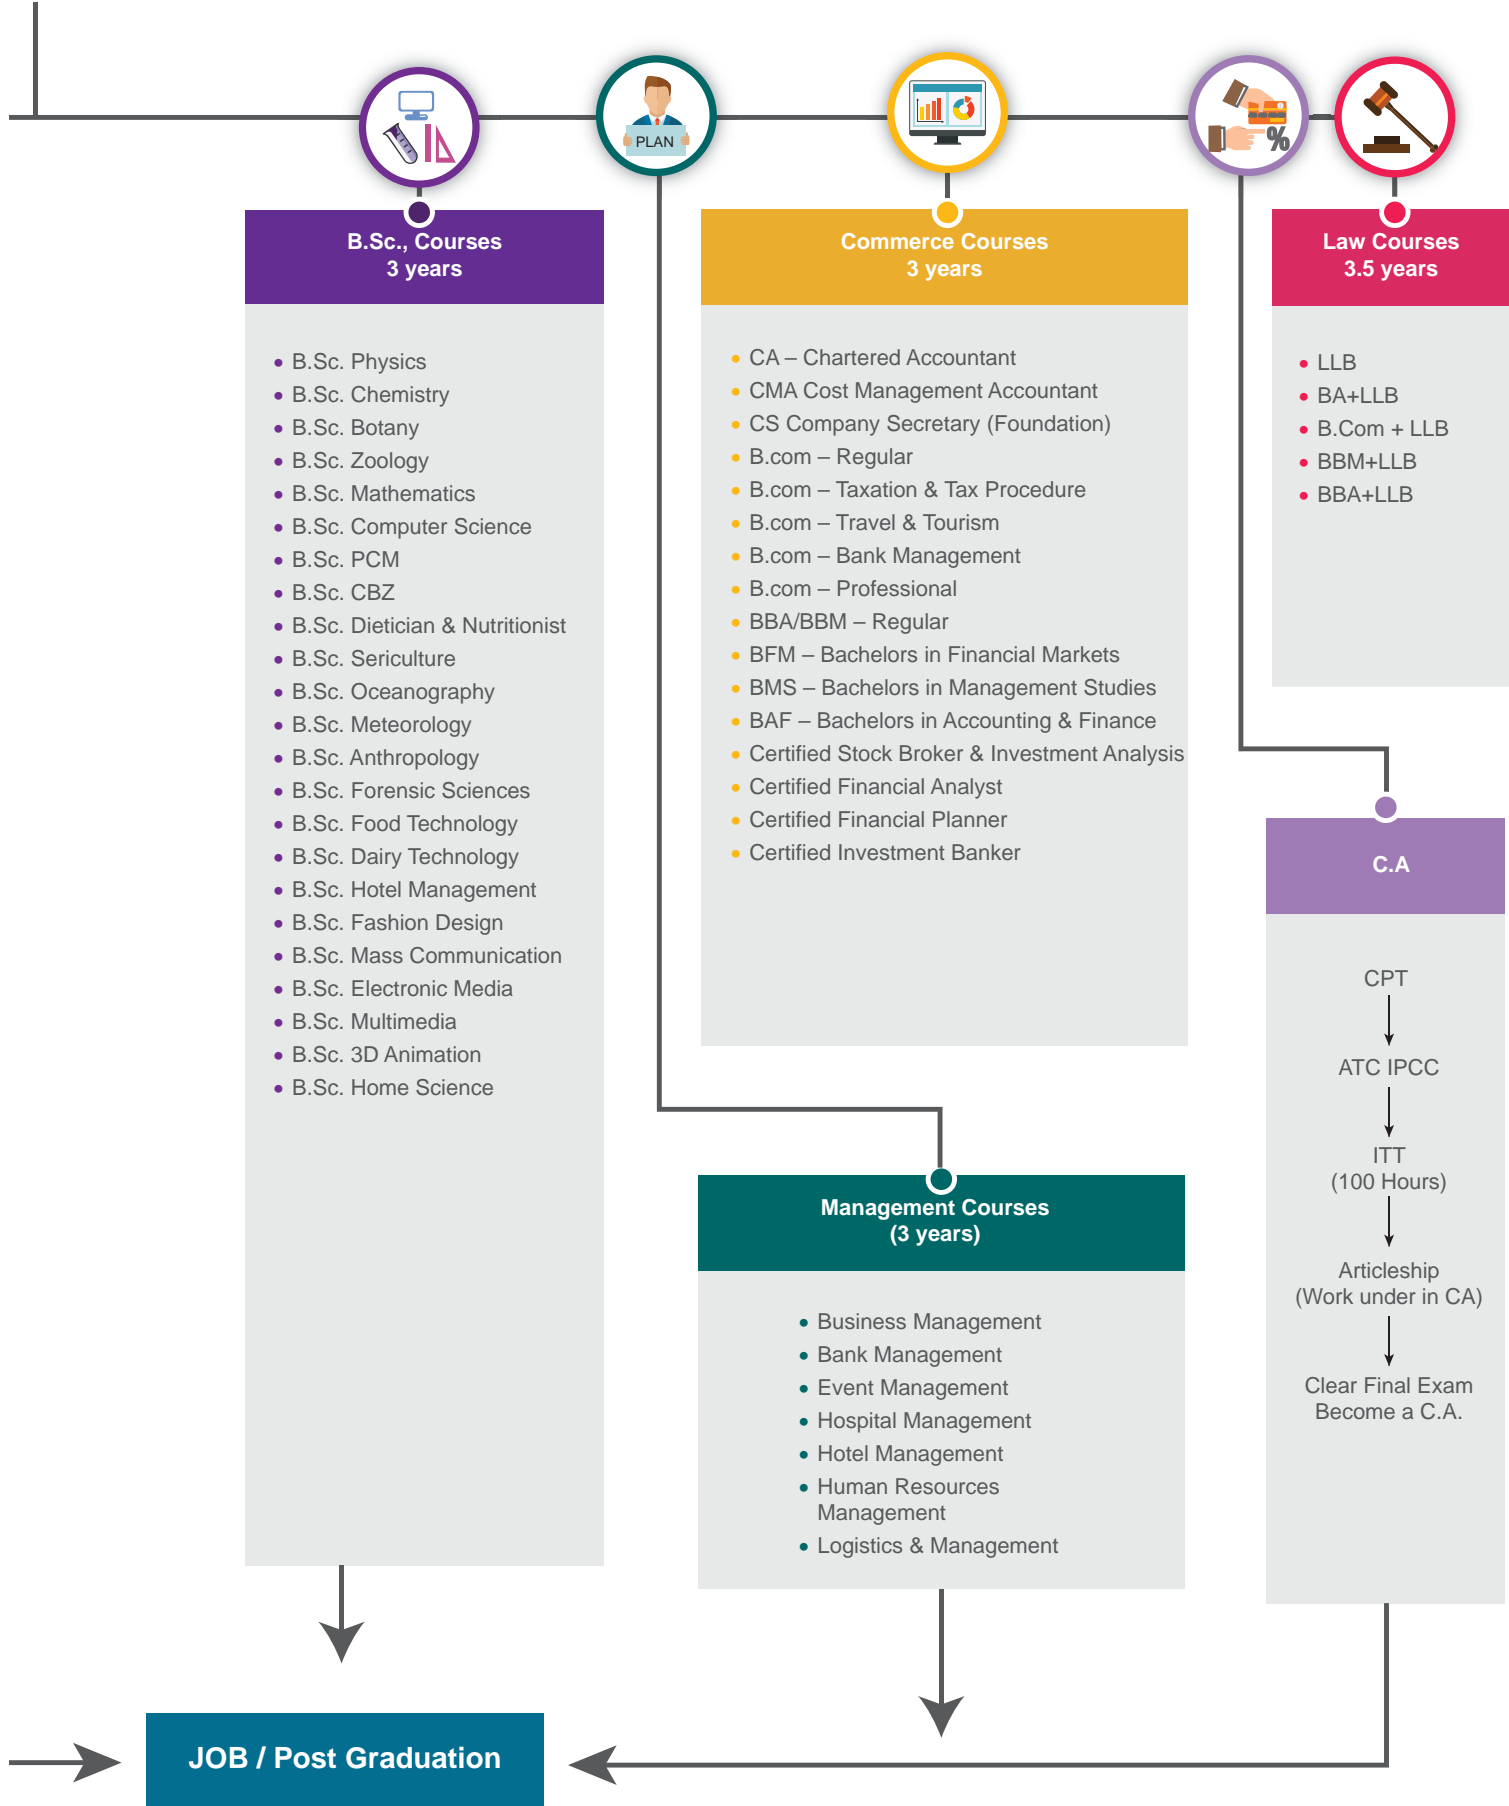 PLAN
%
B.Sc., Courses
3 years
• B.Sc. Physics
• B.Sc. Chemistry
• B.Sc. Botany
• B.Sc. Zoology
• B.Sc. Mathematics
• B.Sc. Computer Science
• B.Sc. PCM
• B.Sc. CBZ
• B.Sc. Dietician & Nutritionist
• B.Sc. Sericulture
• B.Sc. Oceanography
• B.Sc. Meteorology
• B.Sc. Anthropology
• B.Sc. Forensic Sciences
• B.Sc. Food Technology
• B.Sc. Dairy Technology
• B.Sc. Hotel Management
• B.Sc. Fashion Design
• B.Sc. Mass Communication
• B.Sc. Electronic Media
• B.Sc. Multimedia
• B.Sc. 3D Animation
• B.Sc. Home Science
Commerce Courses
3 years
• CA – Chartered Accountant
• CMA Cost Management Accountant
• CS Company Secretary (Foundation)
• B.com – Regular
• B.com – Taxation & Tax Procedure
• B.com – Travel & Tourism
• B.com – Bank Management
• B.com – Professional
• BBA/BBM – Regular
• BFM – Bachelors in Financial Markets
• BMS – Bachelors in Management Studies
• BAF – Bachelors in Accounting & Finance
• Certified Stock Broker & Investment Analysis
• Certified Financial Analyst
• Certified Financial Planner
• Certified Investment Banker
Law Courses
3.5 years
• LLB
• BA+LLB
• B.Com + LLB
• BBM+LLB
• BBA+LLB
C.A
CPT
ATC IPCC
ITT
(100 Hours)
Articleship
(Work under in CA)
Clear Final Exam
Become a C.A.
Management Courses
(3 years)
• Business Management
• Bank Management
• Event Management
• Hospital Management
• Hotel Management
• Human Resources
Management
• Logistics & Management
JOB / Post Graduation